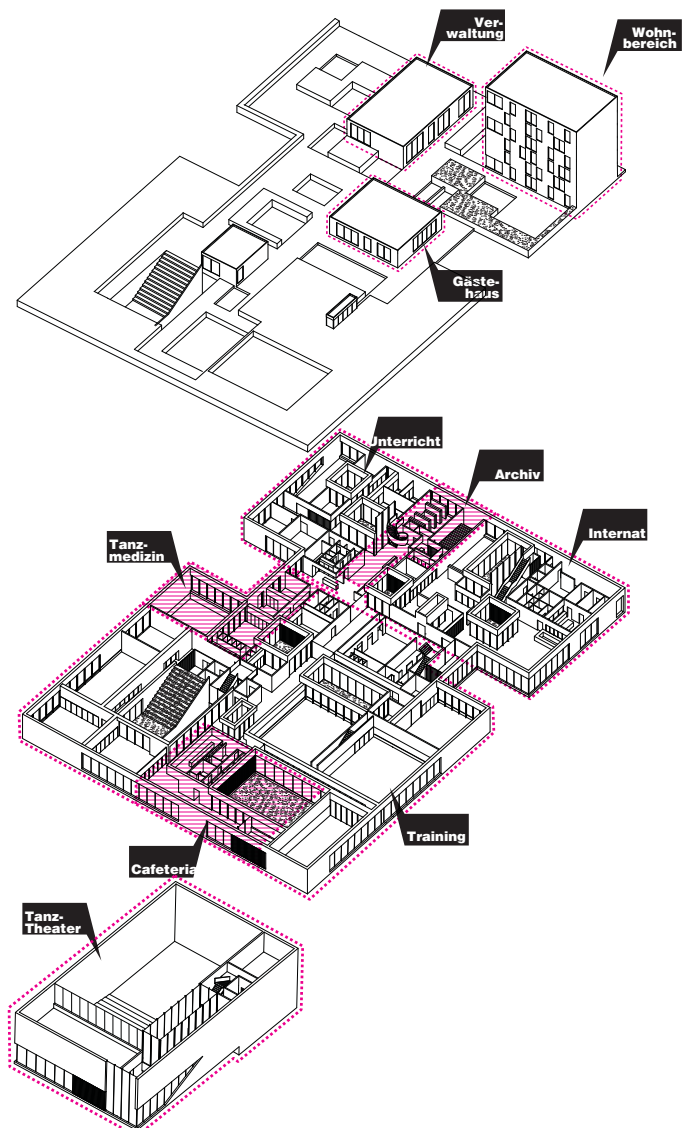 Ver-
waltung
Wohn-
bereich
Gäste-
haus
Unterricht
Archiv
Internat
Tanz-
medizin
Training
Cafeteria
Tanz-
Theater